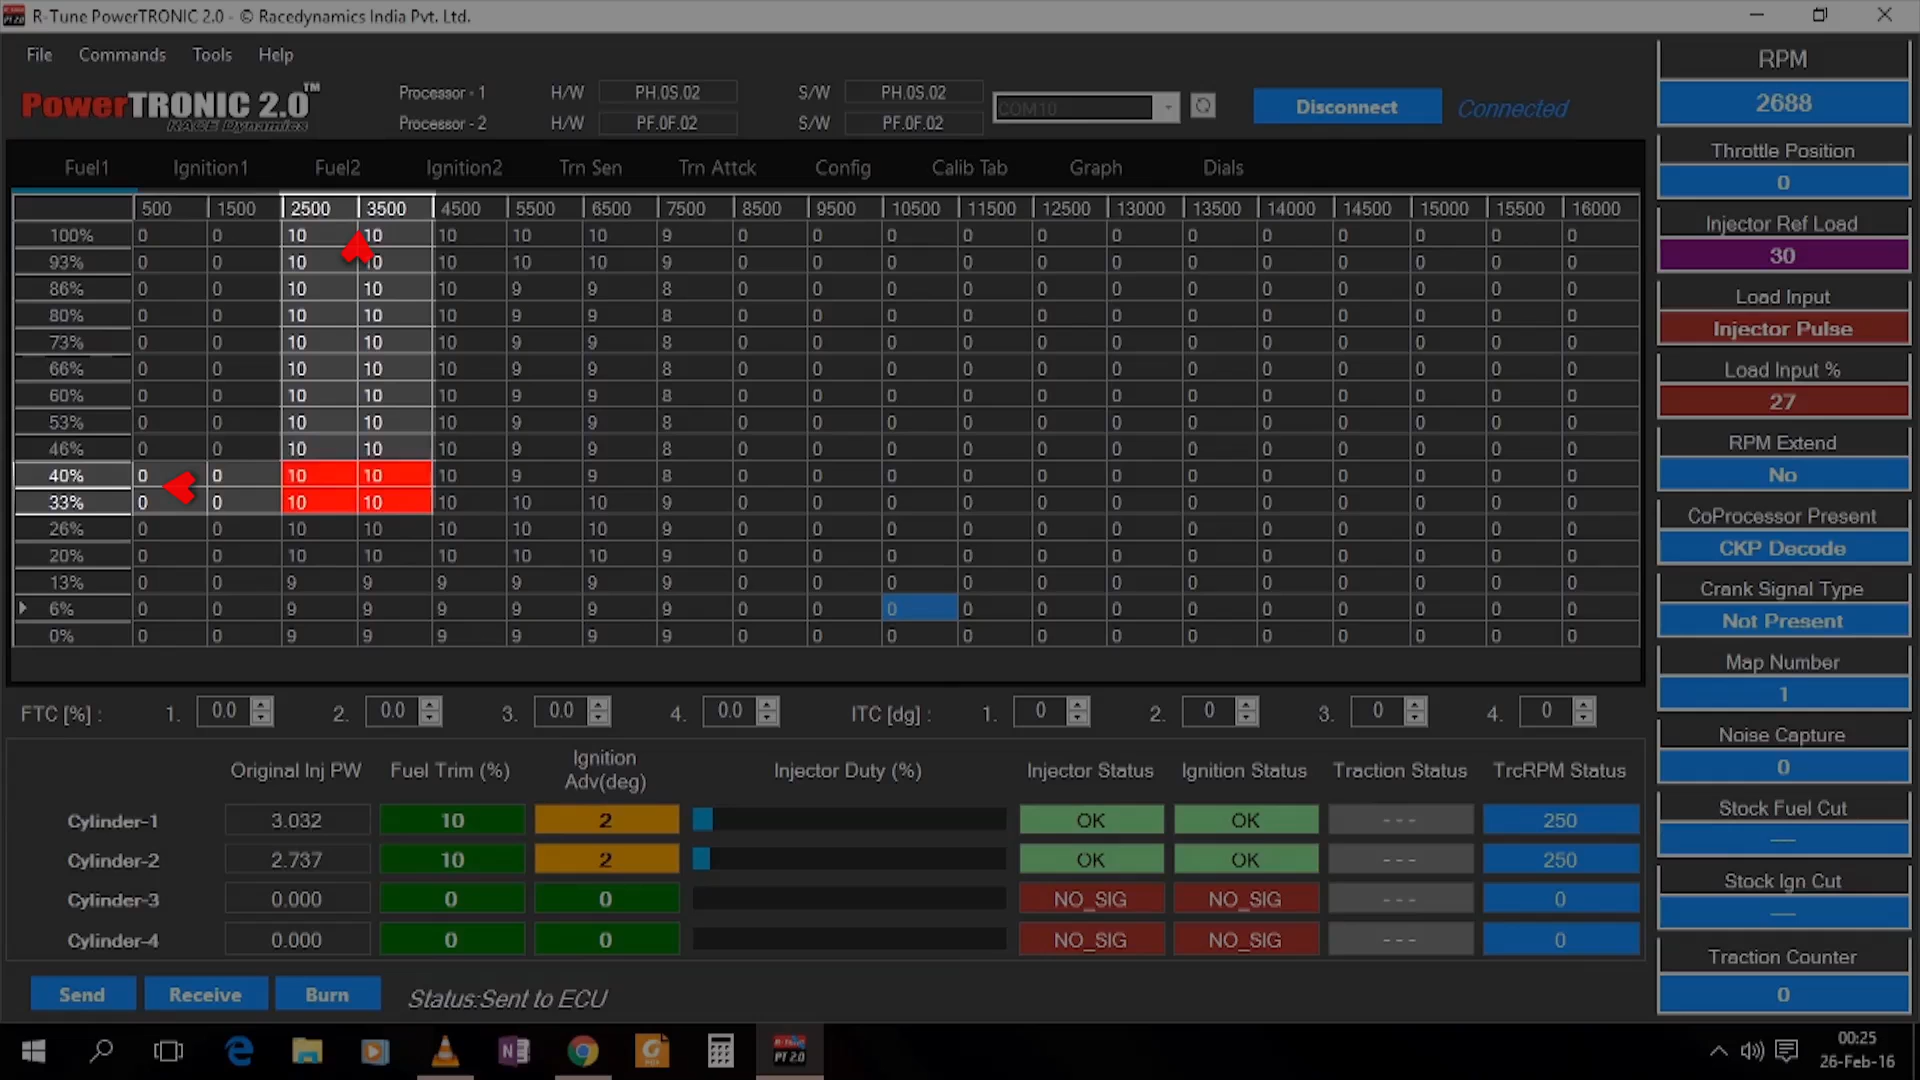 R-Tune PowerTRONIC 2.0 - © Racedynamics India Pvt. Ltd.
File Commands Tools Help
PowerTRONIC 2.0™
RACE Dynamics
Processor - 1 H/W PH.0S.02 S/W PH.0S.02
Processor - 2 H/W PF.0F.02 S/W PF.0F.02
COM10
Disconnect Connected
Fuel1 Ignition1 Fuel2 Ignition2 Trn Sen Trn Attck Config Calib Tab Graph Dials
500 1500 2500 3500 4500 5500 6500 7500 8500 9500 10500 11500 12500 13000 13500 14000 14500 15000 15500 16000
100% 0 0 10 10 10 10 10 9 0 0 0 0 0 0 0 0 0 0 0 0
93% 0 0 10 10 10 10 10 9 0 0 0 0 0 0 0 0 0 0 0 0
86% 0 0 10 10 10 9 9 8 0 0 0 0 0 0 0 0 0 0 0 0
80% 0 0 10 10 10 9 9 8 0 0 0 0 0 0 0 0 0 0 0 0
73% 0 0 10 10 10 9 9 8 0 0 0 0 0 0 0 0 0 0 0 0
66% 0 0 10 10 10 9 9 8 0 0 0 0 0 0 0 0 0 0 0 0
60% 0 0 10 10 10 9 9 8 0 0 0 0 0 0 0 0 0 0 0 0
53% 0 0 10 10 10 9 9 8 0 0 0 0 0 0 0 0 0 0 0 0
46% 0 0 10 10 10 9 9 8 0 0 0 0 0 0 0 0 0 0 0 0
40% 0 0 10 10 10 9 9 8 0 0 0 0 0 0 0 0 0 0 0 0
33% 0 0 10 10 10 10 10 9 0 0 0 0 0 0 0 0 0 0 0 0
26% 0 0 10 10 10 10 10 9 0 0 0 0 0 0 0 0 0 0 0 0
20% 0 0 10 10 10 10 10 9 0 0 0 0 0 0 0 0 0 0 0 0
13% 0 0 9 9 9 9 9 9 0 0 0 0 0 0 0 0 0 0 0 0
6% 0 0 9 9 9 9 9 9 0 0 0 0 0 0 0 0 0 0 0 0
0% 0 0 9 9 9 9 9 9 0 0 0 0 0 0 0 0 0 0 0 0
FTC [%] : 1. 0.0 2. 0.0 3. 0.0 4. 0.0 ITC [dg] : 1. 0 2. 0 3. 0 4. 0
Original Inj PW Fuel Trim (%) Ignition Adv(deg) Injector Duty (%) Injector Status Ignition Status Traction Status TrcRPM Status
Cylinder-1 3.032 10 2 OK OK - - - 250
Cylinder-2 2.737 10 2 OK OK - - - 250
Cylinder-3 0.000 0 0 NO_SIG NO_SIG - - - 0
Cylinder-4 0.000 0 0 NO_SIG NO_SIG - - - 0
Send Receive Burn Status:Sent to ECU
RPM
2688
Throttle Position
0
Injector Ref Load
30
Load Input
Injector Pulse
Load Input %
27
RPM Extend
No
CoProcessor Present
CKP Decode
Crank Signal Type
Not Present
Map Number
1
Noise Capture
0
Stock Fuel Cut
—
Stock Ign Cut
—
Traction Counter
0
PT 2.0
00:25
26-Feb-16